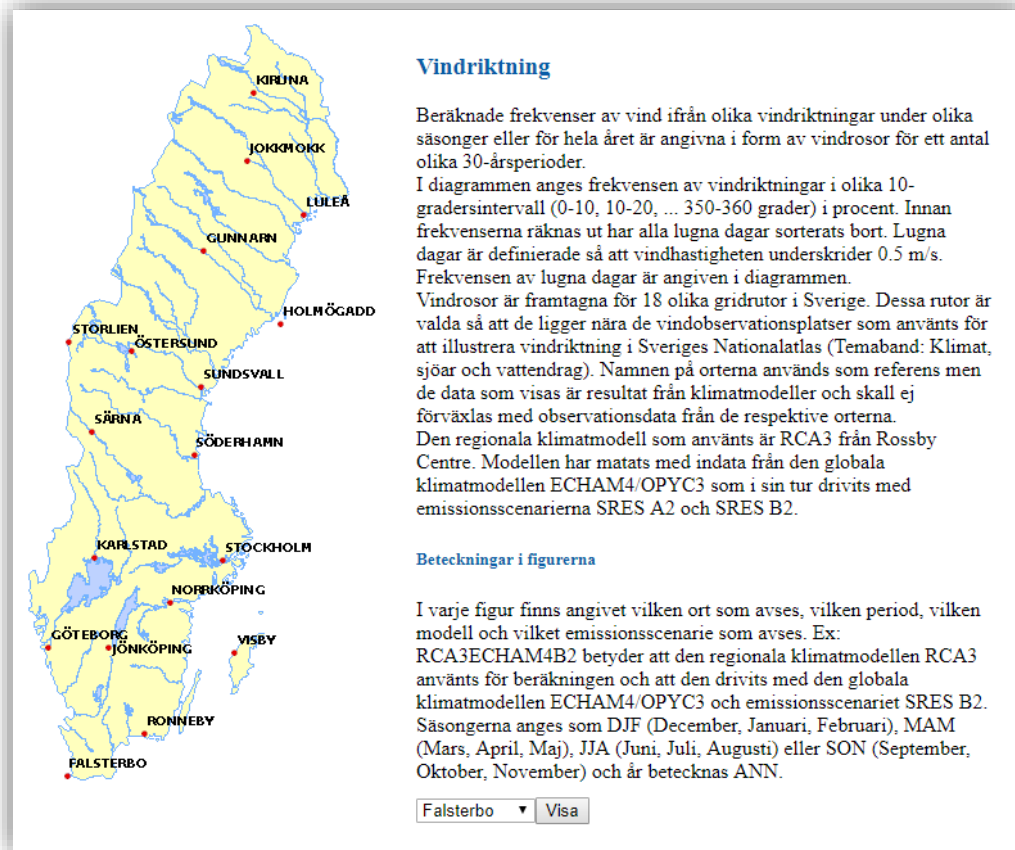 KIRUNA
JOKKMOKK
LULEÅ
GUNNARN
HOLMÖGADD
STORLIEN
ÖSTERSUND
SUNDSVALL
SÄRNA
SÖDERHAMN
KARLSTAD
STOCKHOLM
NORRKÖPING
GÖTEBORG
JÖNKÖPING
VISBY
RONNEBY
FALSTERBO
Vindriktning
Beräknade frekvenser av vind ifrån olika vindriktningar under olika
säsonger eller för hela året är angivna i form av vindrosor för ett antal
olika 30-årsperioder.
I diagrammen anges frekvensen av vindriktningar i olika 10-
gradersintervall (0-10, 10-20, ... 350-360 grader) i procent. Innan
frekvenserna räknas ut har alla lugna dagar sorterats bort. Lugna
dagar är definierade så att vindhastigheten underskrider 0.5 m/s.
Frekvensen av lugna dagar är angiven i diagrammen.
Vindrosor är framtagna för 18 olika gridrutor i Sverige. Dessa rutor är
valda så att de ligger nära de vindobservationsplatser som använts för
att illustrera vindriktning i Sveriges Nationalatlas (Temaband: Klimat,
sjöar och vattendrag). Namnen på orterna används som referens men
de data som visas är resultat från klimatmodeller och skall ej
förväxlas med observationsdata från de respektive orterna.
Den regionala klimatmodell som använts är RCA3 från Rossby
Centre. Modellen har matats med indata från den globala
klimatmodellen ECHAM4/OPYC3 som i sin tur drivits med
emissionsscenarierna SRES A2 och SRES B2.
Beteckningar i figurerna
I varje figur finns angivet vilken ort som avses, vilken period, vilken
modell och vilket emissionsscenarie som avses. Ex:
RCA3ECHAM4B2 betyder att den regionala klimatmodellen RCA3
använts för beräkningen och att den drivits med den globala
klimatmodellen ECHAM4/OPYC3 och emissionsscenariet SRES B2.
Säsongerna anges som DJF (December, Januari, Februari), MAM
(Mars, April, Maj), JJA (Juni, Juli, Augusti) eller SON (September,
Oktober, November) och år betecknas ANN.
Falsterbo Visa